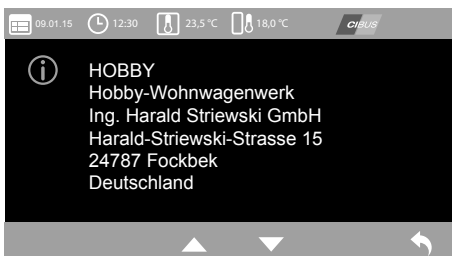 09.01.15 12:30 23,5 °C 18,0 °C CIBUS
HOBBY
Hobby-Wohnwagenwerk
Ing. Harald Striewski GmbH
Harald-Striewski-Strasse 15
24787 Fockbek
Deutschland